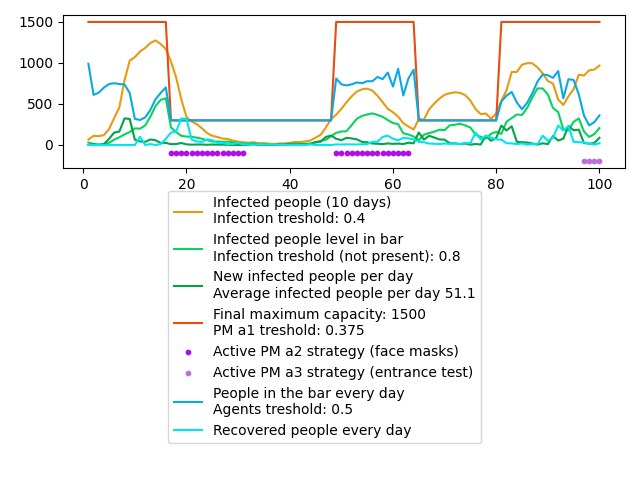 1500
1000
500
0
0
20
40
60
80
100
Infected people (10 days)
Infection treshold: 0.4
Infected people level in bar
Infection treshold (not present): 0.8
New infected people per day
Average infected people per day 51.1
Final maximum capacity: 1500
PM a1 treshold: 0.375
Active PM a2 strategy (face masks)
Active PM a3 strategy (entrance test)
People in the bar every day
Agents treshold: 0.5
Recovered people every day